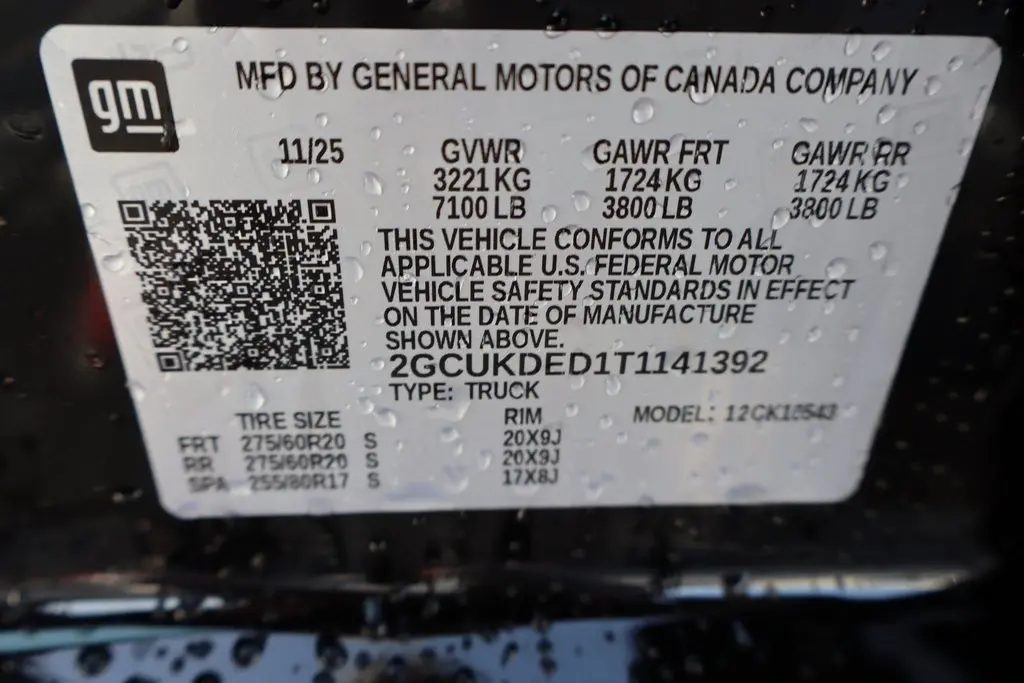 gm
MFD BY GENERAL MOTORS OF CANADA COMPANY
11/25 GVWR GAWR FRT GAWR RR
3221 KG 1724 KG 1724 KG
7100 LB 3800 LB 3800 LB
THIS VEHICLE CONFORMS TO ALL
APPLICABLE U.S. FEDERAL MOTOR
VEHICLE SAFETY STANDARDS IN EFFECT
ON THE DATE OF MANUFACTURE
SHOWN ABOVE.
2GCUKDED1T1141392
TYPE: TRUCK
TIRE SIZE RIM MODEL: 12CK10543
FRT 275/60R20 S 20X9J
RR 275/60R20 S 20X9J
SPA 255/80R17 S 17X8J